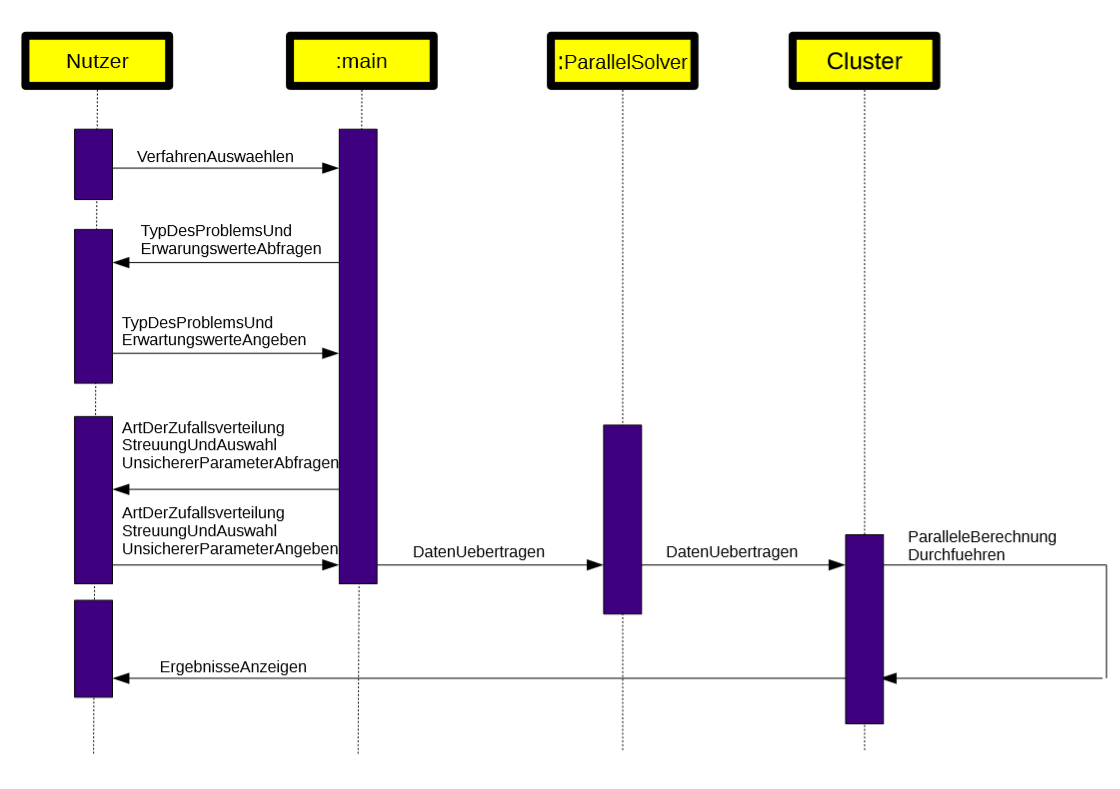 Nutzer
:main
:ParallelSolver
Cluster
VerfahrenAuswaehlen
TypDesProblemsUnd
ErwarungswerteAbfragen
TypDesProblemsUnd
ErwartungswerteAngeben
ArtDerZufallsverteilung
StreuungUndAuswahl
UnsichererParameterAbfragen
ArtDerZufallsverteilung
StreuungUndAuswahl
UnsichererParameterAngeben
DatenUebertragen
DatenUebertragen
ParalleleBerechnung
Durchfuehren
ErgebnisseAnzeigen